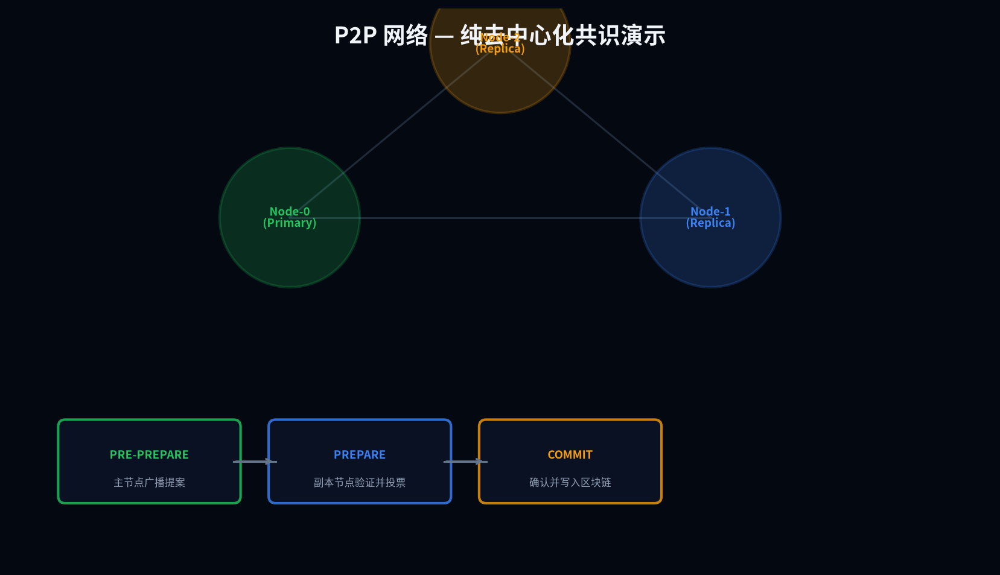 P2P 网络 — 纯去中心化共识演示
Node-2
(Replica)
Node-0
(Primary)
Node-1
(Replica)
PRE-PREPARE
主节点广播提案
PREPARE
副本节点验证并投票
COMMIT
确认并写入区块链